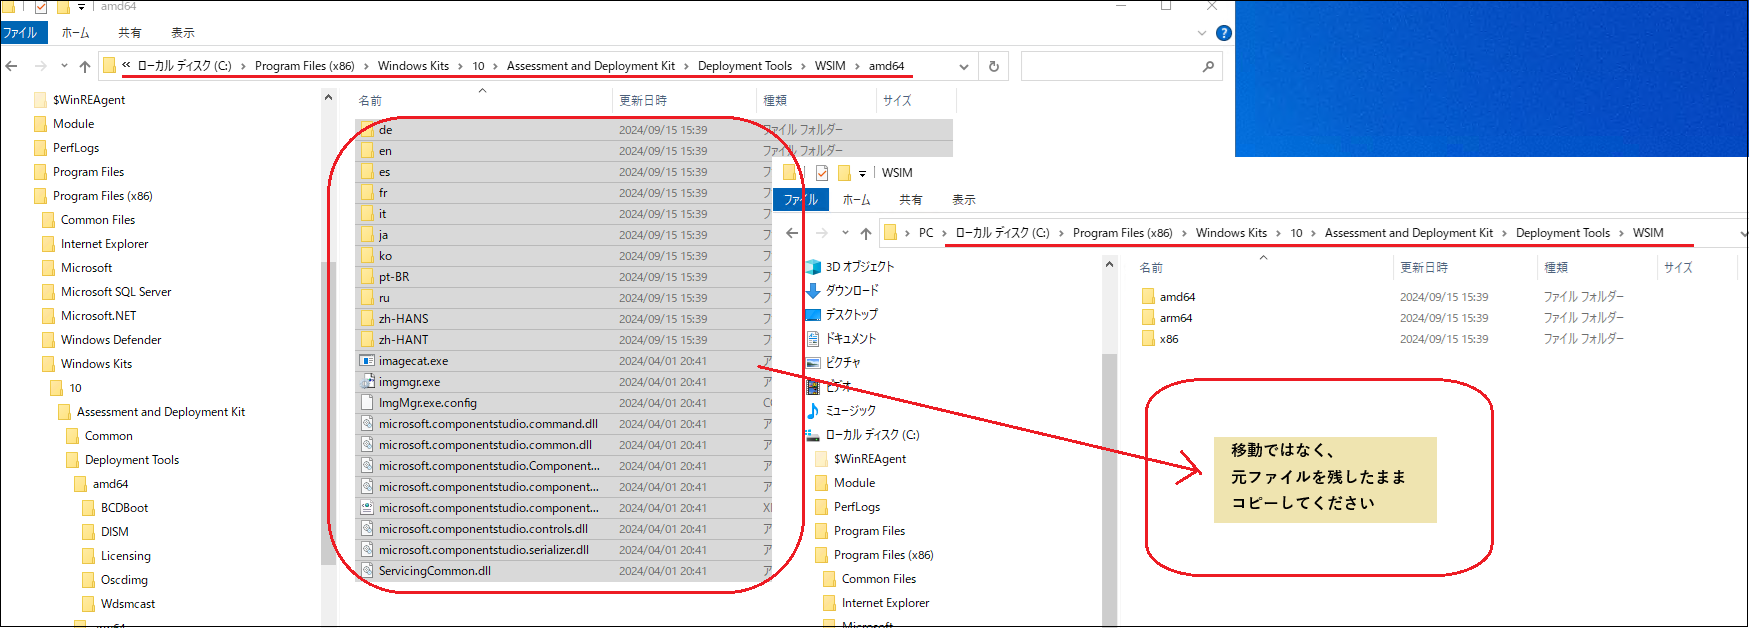 amd64
ファイル ホーム 共有 表示
« ローカル ディスク (C:) › Program Files (x86) › Windows Kits › 10 › Assessment and Deployment Kit › Deployment Tools › WSIM › amd64
$WinREAgent
Module
PerfLogs
Program Files
Program Files (x86)
Common Files
Internet Explorer
Microsoft
Microsoft SQL Server
Microsoft.NET
Windows Defender
Windows Kits
10
Assessment and Deployment Kit
Common
Deployment Tools
amd64
BCDBoot
DISM
Licensing
Oscdimg
Wdsmcast
名前 更新日時 種類 サイズ
de 2024/09/15 15:39 ファイル フォルダー
en 2024/09/15 15:39 ファイル フォルダー
es 2024/09/15 15:39 フ
fr 2024/09/15 15:39 フ
it 2024/09/15 15:39 フ
ja 2024/09/15 15:39 フ
ko 2024/09/15 15:39 フ
pt-BR 2024/09/15 15:39 フ
ru 2024/09/15 15:39 フ
zh-HANS 2024/09/15 15:39 フ
zh-HANT 2024/09/15 15:39 フ
imagecat.exe 2024/04/01 20:41 ア
imgmgr.exe 2024/04/01 20:41 ア
ImgMgr.exe.config 2024/04/01 20:41
microsoft.componentstudio.command.dll 2024/04/01 20:41 ア
microsoft.componentstudio.common.dll 2024/04/01 20:41 ア
microsoft.componentstudio.Component... 2024/04/01 20:41 ア
microsoft.componentstudio.component... 2024/04/01 20:41 ア
microsoft.componentstudio.component... 2024/04/01 20:41
microsoft.componentstudio.controls.dll 2024/04/01 20:41 ア
microsoft.componentstudio.serializer.dll 2024/04/01 20:41 ア
ServicingCommon.dll 2024/04/01 20:41 ア
WSIM
ファイル ホーム 共有 表示
› PC › ローカル ディスク (C:) › Program Files (x86) › Windows Kits › 10 › Assessment and Deployment Kit › Deployment Tools › WSIM
3D オブジェクト
ダウンロード
デスクトップ
ドキュメント
ピクチャ
ビデオ
ミュージック
ローカル ディスク (C:)
$WinREAgent
Module
PerfLogs
Program Files
Program Files (x86)
Common Files
Internet Explorer
Microsoft
名前 更新日時 種類 サイズ
amd64 2024/09/15 15:39 ファイル フォルダー
arm64 2024/09/15 15:39 ファイル フォルダー
x86 2024/09/15 15:39 ファイル フォルダー
移動ではなく、
元ファイルを残したまま
コピーしてください